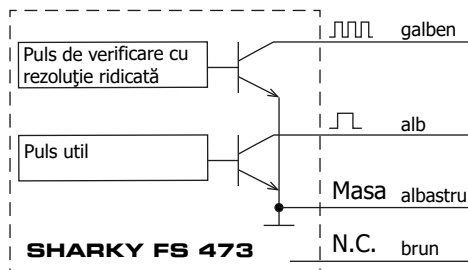 Puls de verificare cu
rezoluţie ridicată
galben
Puls util
alb
Masa albastru
N.C. brun
SHARKY FS 473